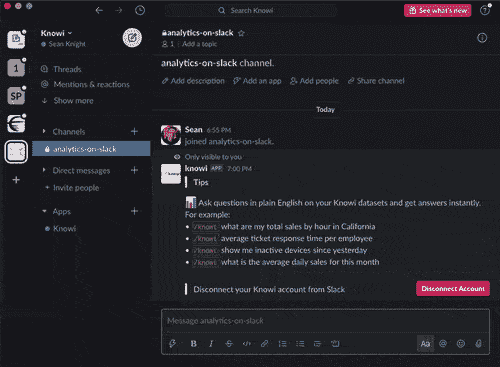 Search Knowi
See what's new
Knowi
Sean Knight
1
SP
Threads
Mentions & reactions
Show more
Channels
analytics-on-slack
Direct messages
Invite people
Apps
Knowi
analytics-on-slack
1 | Add a topic
analytics-on-slack channel.
Add description Add an app Add people Share channel
Today
Sean 6:55 PM
joined analytics-on-slack.
Only visible to you
knowi APP 7:00 PM
Tips
Ask questions in plain English on your Knowi datasets and get answers instantly.
For example:
• /knowi what are my total sales by hour in California
• /knowi average ticket response time per employee
• /knowi show me inactive devices since yesterday
• /knowi what is the average daily sales for this month
Disconnect your Knowi account from Slack
Disconnect Account
Message analytics-on-slack
B I S Aa @